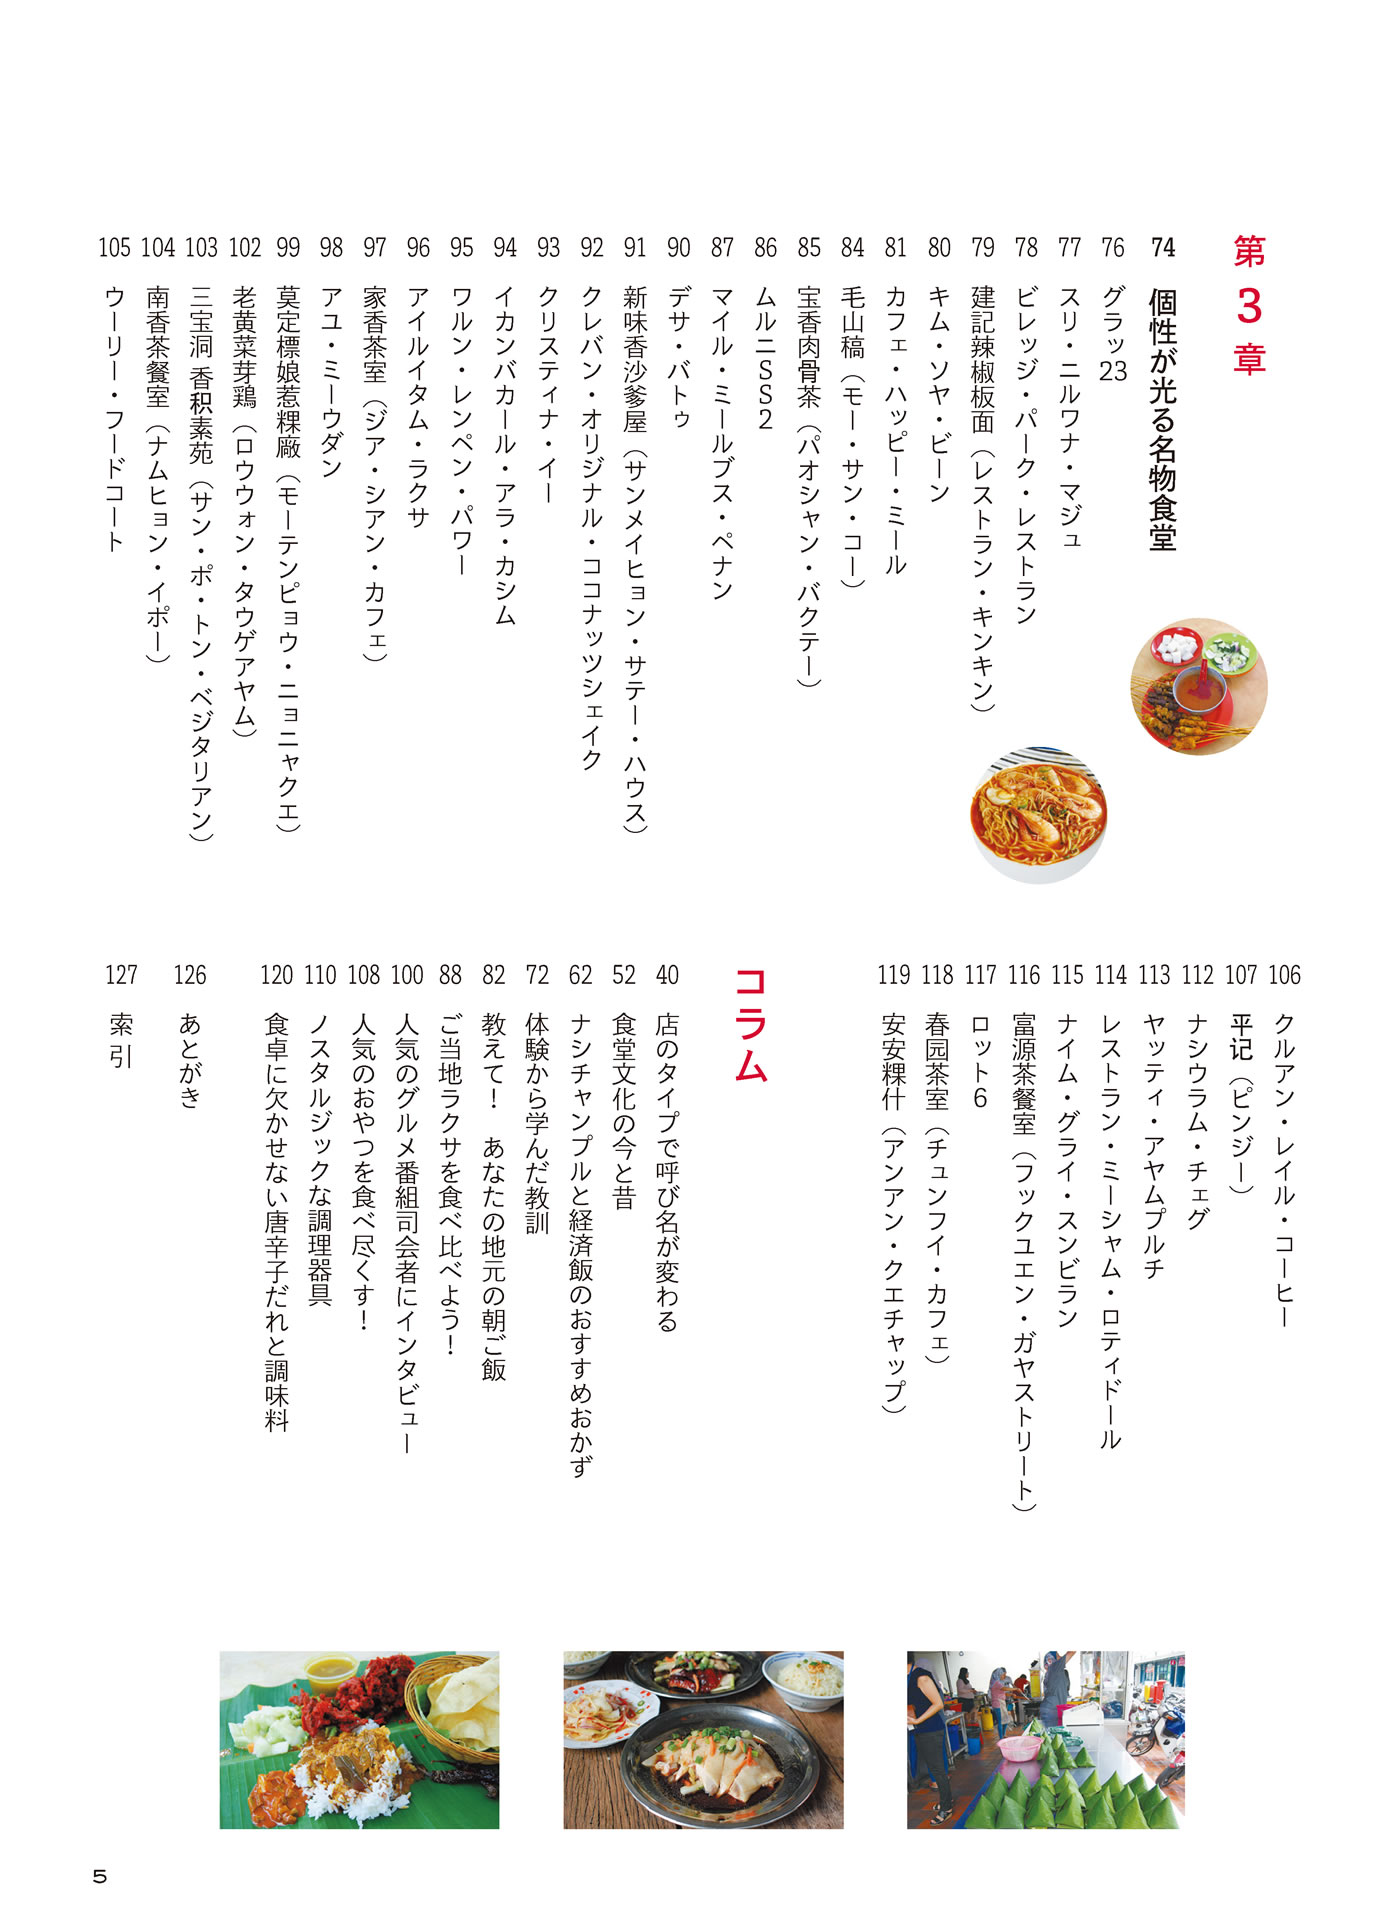 第3章
74 個性が光る名物食堂
76 グラッ23
77 スリ・ニルワナ・マジュ
78 ビレッジ・パーク・レストラン
79 建記辣椒板面（レストラン・キンキン）
80 キム・ソヤ・ビーン
81 カフェ・ハッピー・ミール
84 毛山稿（モー・サン・コー）
85 宝香肉骨茶（パオシャン・バクテー）
86 ムルニSS2
87 マイル・ミールブス・ペナン
90 デサ・バトゥ
91 新味香沙爹屋（サンメイヒョン・サテー・ハウス）
92 クレバン・オリジナル・ココナッツシェイク
93 クリスティナ・イー
94 イカンバカール・アラ・カシム
95 ワルン・レンペン・パワー
96 アイルイタム・ラクサ
97 家香茶室（ジア・シアン・カフェ）
98 アユ・ミーウダン
99 莫定標娘惹粿廠（モーテンピョウ・ニョニャクエ）
102 老黄菜芽鶏（ロウウォン・タウゲアヤム）
103 三宝洞 香积素苑（サン・ポ・トン・ベジタリアン）
104 南香茶餐室（ナムヒョン・イポー）
105 ウーリー・フードコート
106 クルアン・レイル・コーヒー
107 平记（ピンジー）
112 ナシウラム・チェグ
113 ヤッティ・アヤムプルチ
114 レストラン・ミーシャム・ロティドール
115 ナイム・グライ・スンビラン
116 富源茶餐室（フックユエン・ガヤストリート）
117 ロット6
118 春园茶室（チュンフイ・カフェ）
119 安安粿什（アンアン・クエチャップ）
コラム
40 店のタイプで呼び名が変わる
52 食堂文化の今と昔
62 ナシチャンプルと経済飯のおすすめおかず
72 体験から学んだ教訓
82 教えて！　あなたの地元の朝ご飯
88 ご当地ラクサを食べ比べよう！
100 人気のグルメ番組司会者にインタビュー
108 人気のおやつを食べ尽くす！
110 ノスタルジックな調理器具
120 食卓に欠かせない唐辛子だれと調味料
126 あとがき
127 索引
5